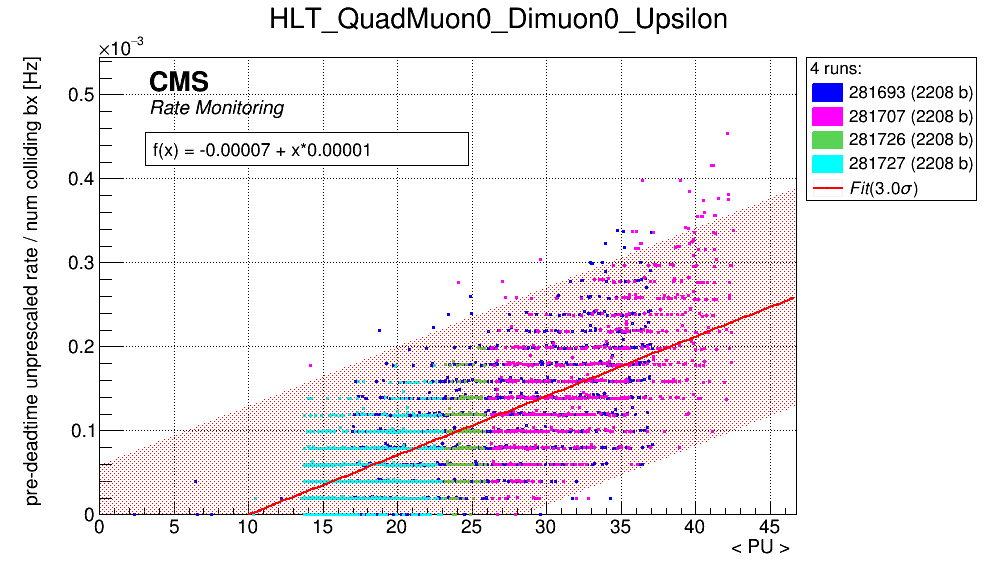 HLT_QuadMuon0_Dimuon0_Upsilon
×10⁻³
pre-deadtime unprescaled rate / num colliding bx [Hz]
CMS
Rate Monitoring
f(x) = -0.00007 + x*0.00001
0.5
0.4
0.3
0.2
0.1
0
0 5 10 15 20 25 30 35 40 45
< PU >
4 runs:
281693 (2208 b)
281707 (2208 b)
281726 (2208 b)
281727 (2208 b)
Fit(3.0σ)